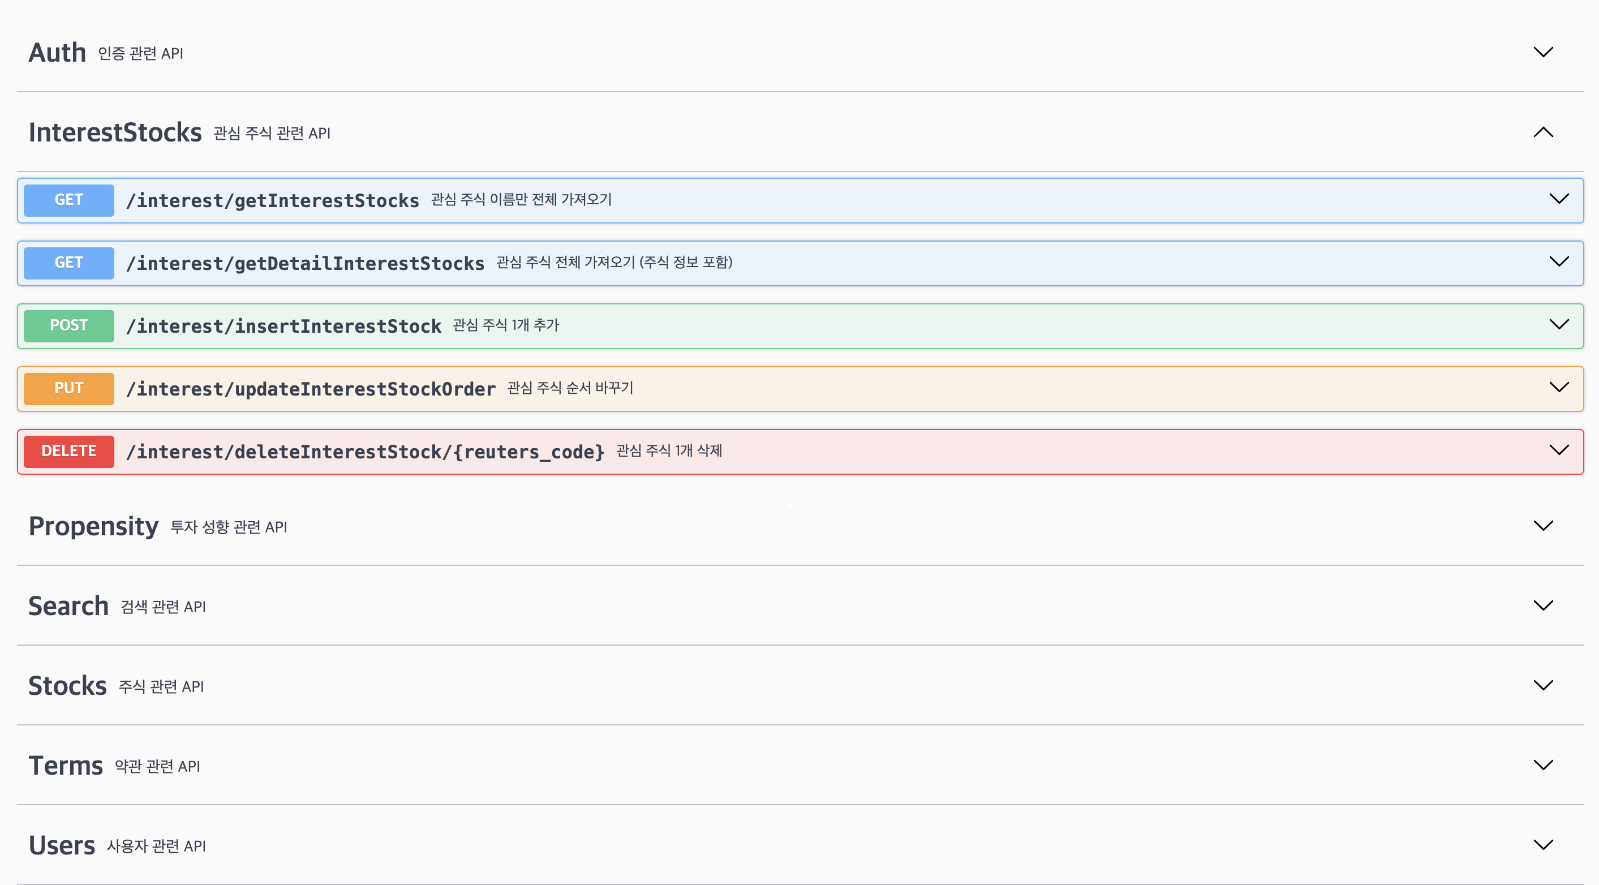 Auth 인증 관련 API
InterestStocks 관심 주식 관련 API
GET /interest/getInterestStocks 관심 주식 이름만 전체 가져오기
GET /interest/getDetailInterestStocks 관심 주식 전체 가져오기 (주식 정보 포함)
POST /interest/insertInterestStock 관심 주식 1개 추가
PUT /interest/updateInterestStockOrder 관심 주식 순서 바꾸기
DELETE /interest/deleteInterestStock/{reuters_code} 관심 주식 1개 삭제
Propensity 투자 성향 관련 API
Search 검색 관련 API
Stocks 주식 관련 API
Terms 약관 관련 API
Users 사용자 관련 API